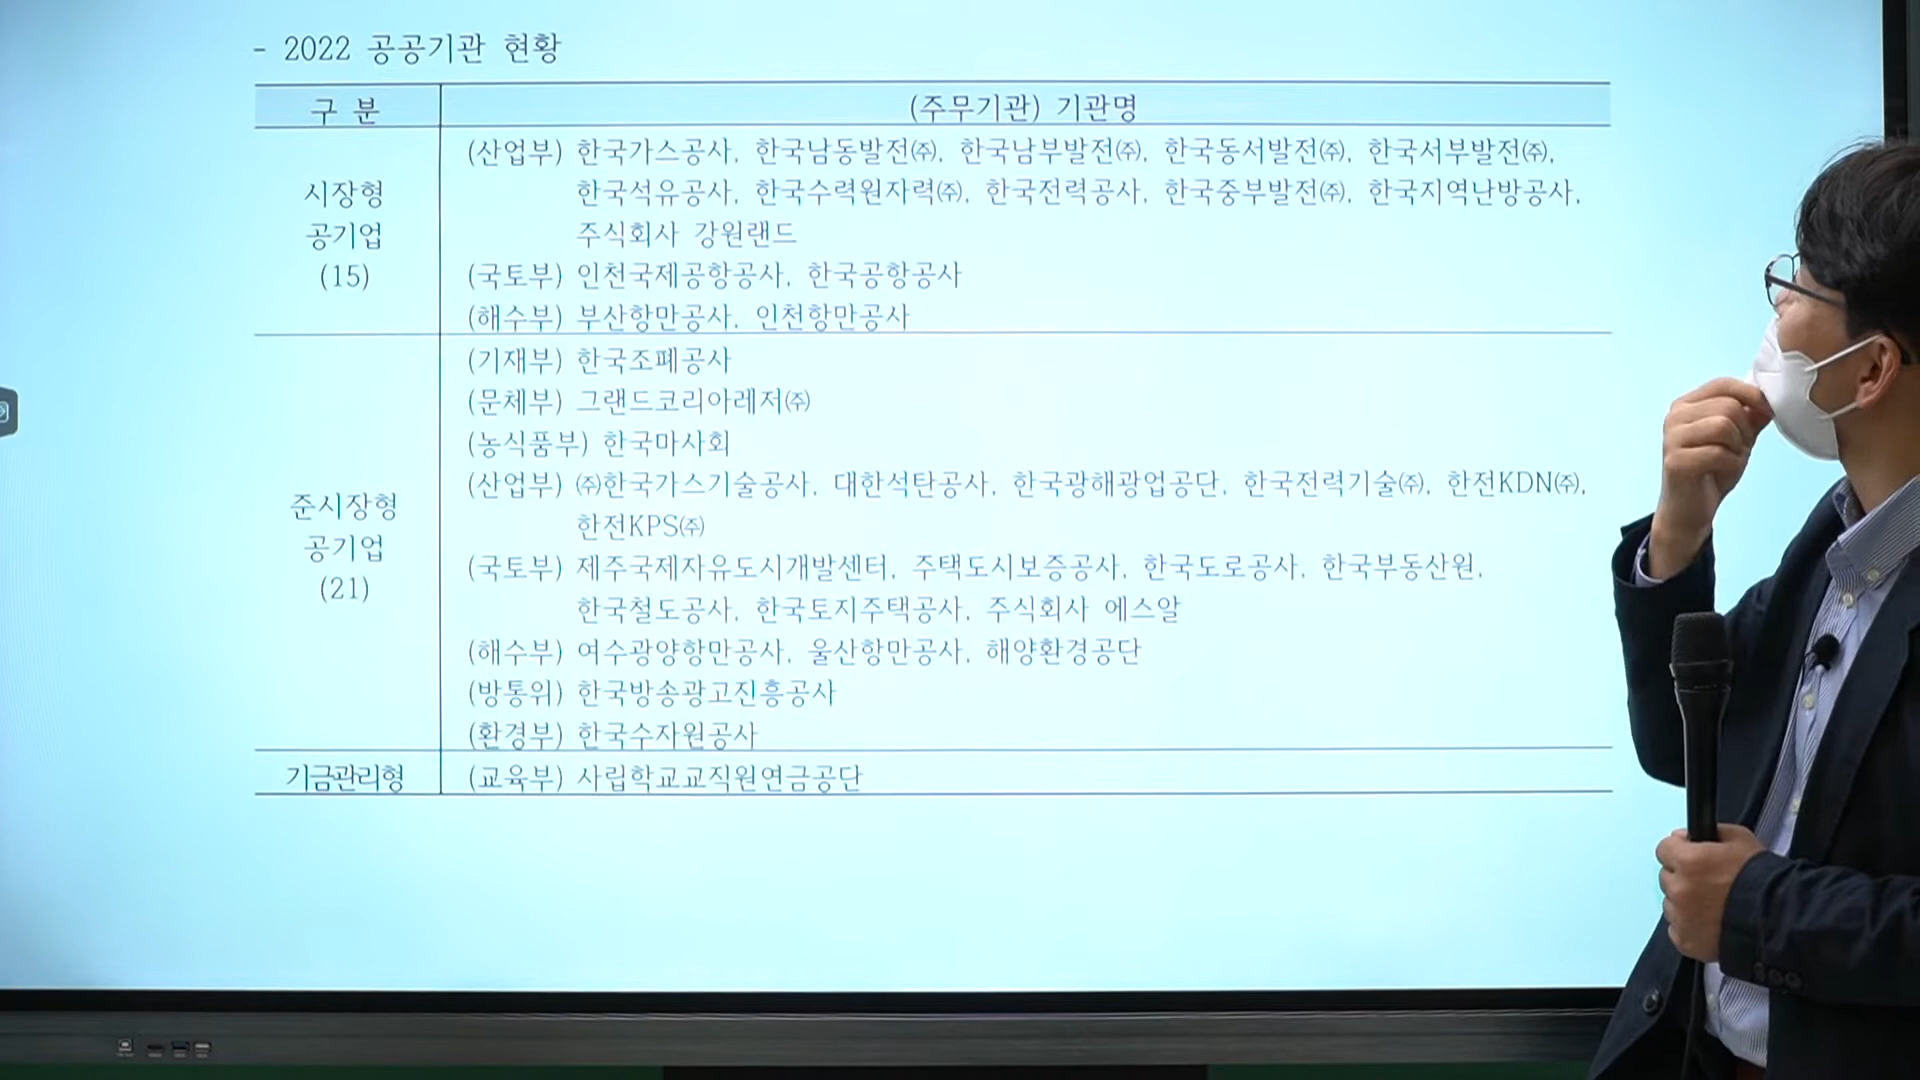 - 2022 공공기관 현황
구 분
(주무기관) 기관명
시장형
공기업
(15)
(산업부) 한국가스공사, 한국남동발전㈜, 한국남부발전㈜, 한국동서발전㈜, 한국서부발전㈜,
한국석유공사, 한국수력원자력㈜, 한국전력공사, 한국중부발전㈜, 한국지역난방공사,
주식회사 강원랜드
(국토부) 인천국제공항공사, 한국공항공사
(해수부) 부산항만공사, 인천항만공사
준시장형
공기업
(21)
(기재부) 한국조폐공사
(문체부) 그랜드코리아레저㈜
(농식품부) 한국마사회
(산업부) ㈜한국가스기술공사, 대한석탄공사, 한국광해광업공단, 한국전력기술㈜, 한전KDN㈜,
한전KPS㈜
(국토부) 제주국제자유도시개발센터, 주택도시보증공사, 한국도로공사, 한국부동산원,
한국철도공사, 한국토지주택공사, 주식회사 에스알
(해수부) 여수광양항만공사, 울산항만공사, 해양환경공단
(방통위) 한국방송광고진흥공사
(환경부) 한국수자원공사
기금관리형
(교육부) 사립학교교직원연금공단